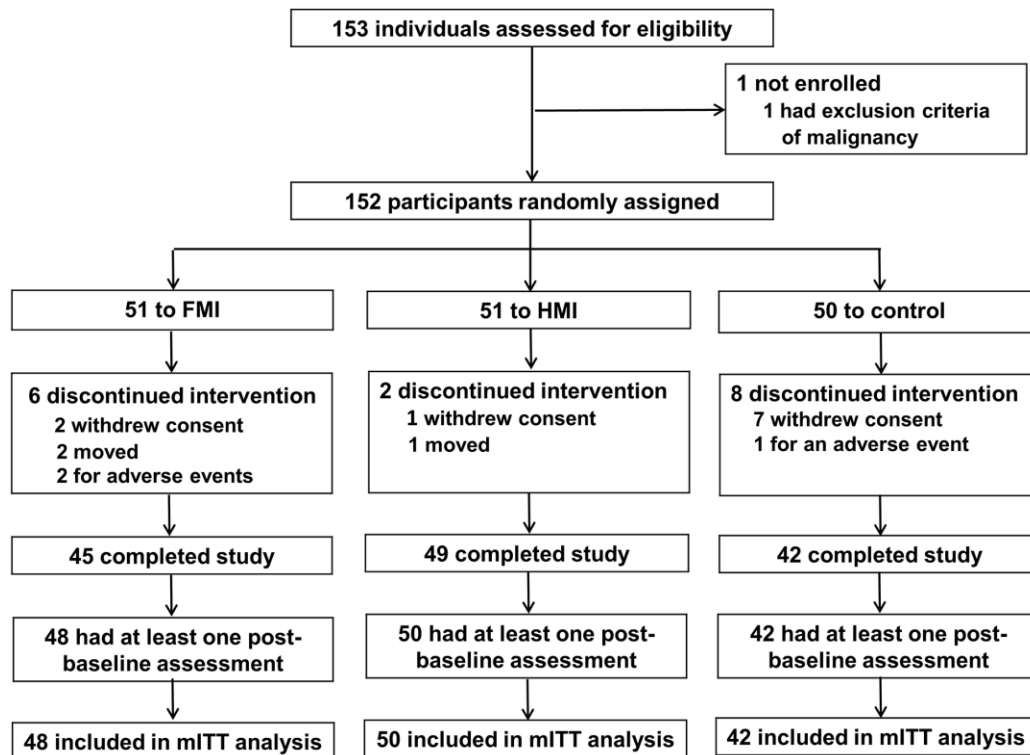 153 individuals assessed for eligibility
1 not enrolled
1 had exclusion criteria
of malignancy
152 participants randomly assigned
51 to FMI
6 discontinued intervention
2 withdrew consent
2 moved
2 for adverse events
45 completed study
48 had at least one post-
baseline assessment
48 included in mITT analysis
51 to HMI
2 discontinued intervention
1 withdrew consent
1 moved
49 completed study
50 had at least one post-
baseline assessment
50 included in mITT analysis
50 to control
8 discontinued intervention
7 withdrew consent
1 for an adverse event
42 completed study
42 had at least one post-
baseline assessment
42 included in mITT analysis